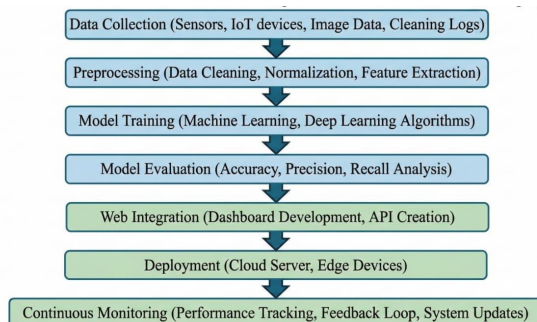 Data Collection (Sensors, IoT devices, Image Data, Cleaning Logs)
Preprocessing (Data Cleaning, Normalization, Feature Extraction)
Model Training (Machine Learning, Deep Learning Algorithms)
Model Evaluation (Accuracy, Precision, Recall Analysis)
Web Integration (Dashboard Development, API Creation)
Deployment (Cloud Server, Edge Devices)
Continuous Monitoring (Performance Tracking, Feedback Loop, System Updates)